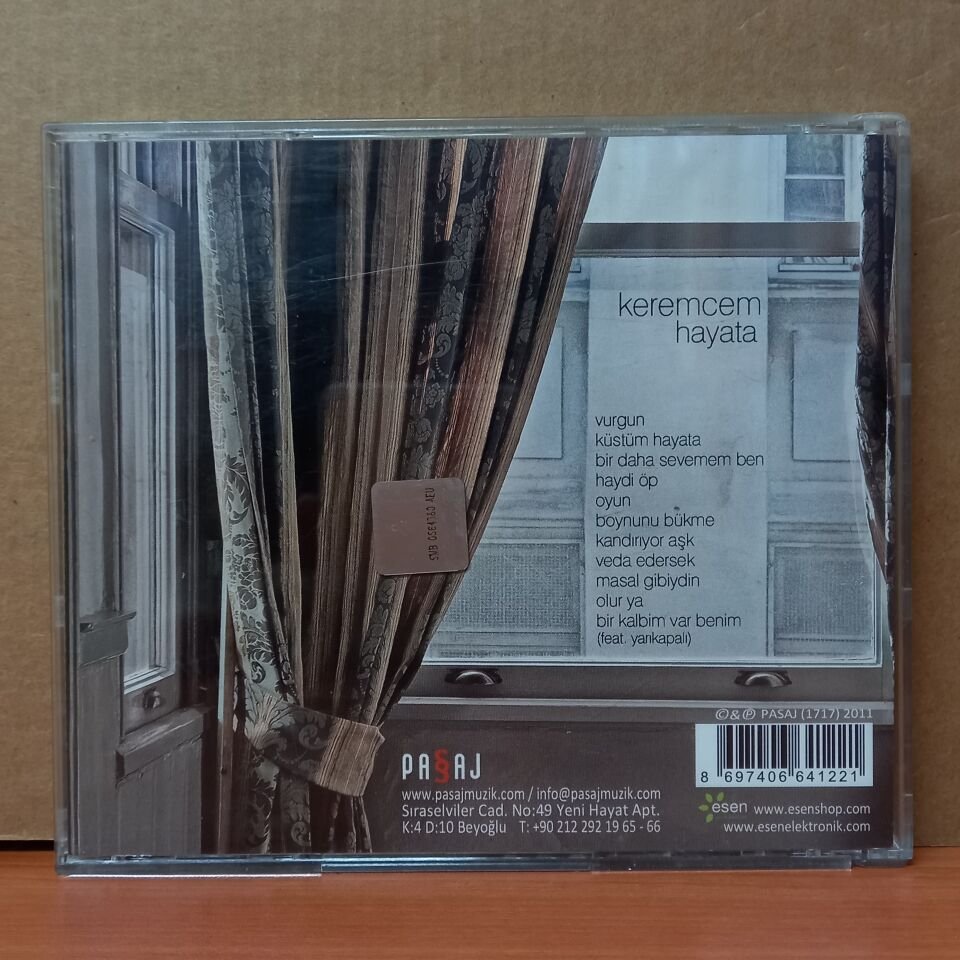 keremcem
hayata
vurgun
küstüm hayata
bir daha sevemem ben
haydi öp
oyun
boynunu bükme
kandırıyor aşk
veda edersek
masal gibiydin
olur ya
bir kalbim var benim
(feat. yarıkapalı)
©&℗ PASAJ (1717) 2011
8 697406 641221
PASAJ
www.pasajmuzik.com / info@pasajmuzik.com
Sıraselviler Cad. No:49 Yeni Hayat Apt.
K:4 D:10 Beyoğlu T: +90 212 292 19 65 - 66
esen www.esenshop.com
www.esenelektronik.com